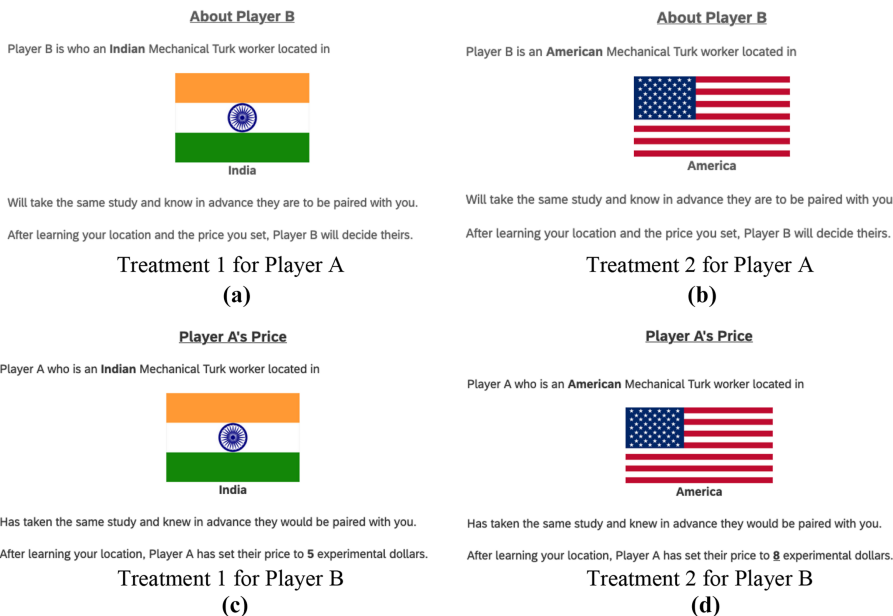 About Player B
Player B is who an Indian Mechanical Turk worker located in
India
Will take the same study and know in advance they are to be paired with you.
After learning your location and the price you set, Player B will decide theirs.
Treatment 1 for Player A
(a)
About Player B
Player B is an American Mechanical Turk worker located in
America
Will take the same study and know in advance they are to be paired with you
After learning your location and the price you set, Player B will decide theirs.
Treatment 2 for Player A
(b)
Player A's Price
Player A who is an Indian Mechanical Turk worker located in
India
Has taken the same study and knew in advance they would be paired with you.
After learning your location, Player A has set their price to 5 experimental dollars.
Treatment 1 for Player B
(c)
Player A's Price
Player A who is an American Mechanical Turk worker located in
America
Has taken the same study and knew in advance they would be paired with you.
After learning your location, Player A has set their price to 8 experimental dollars.
Treatment 2 for Player B
(d)